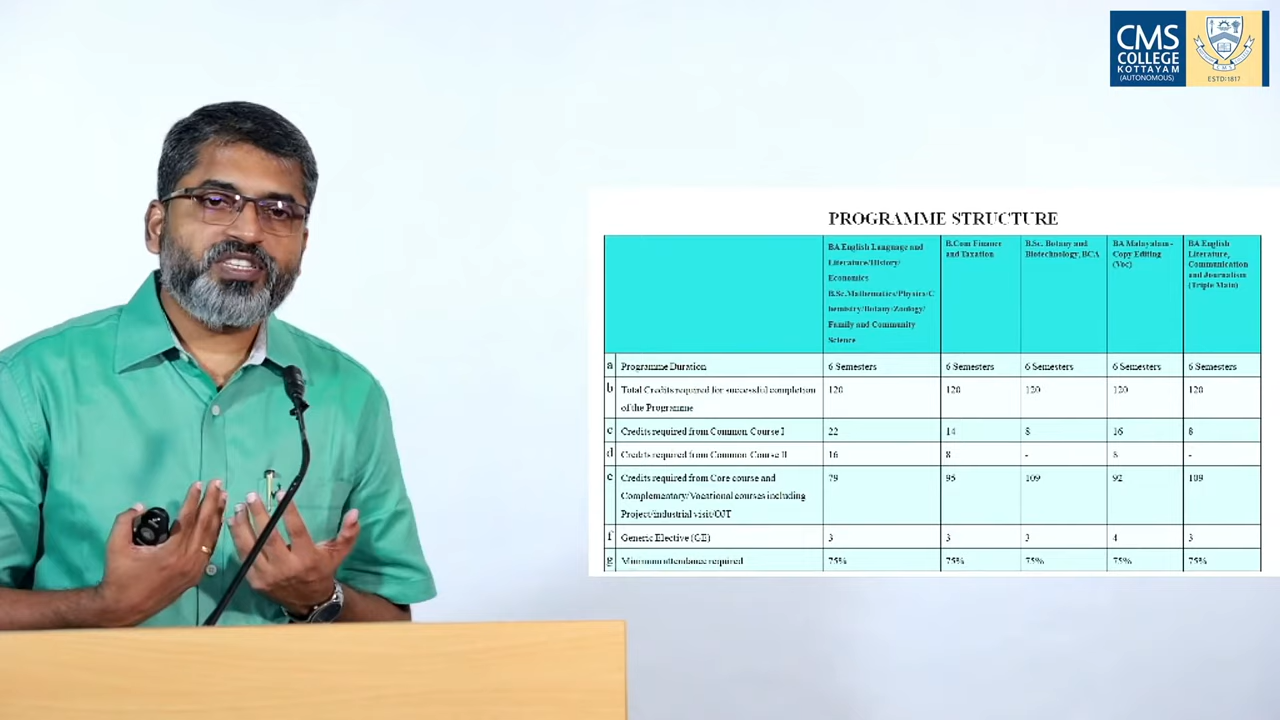 CMS
COLLEGE
KOTTAYAM
(AUTONOMOUS)
ESTD:1817
PROGRAMME STRUCTURE
BA English Language and
Literature/History/
Economics
B.Sc.Mathematics/Physics/C
hemistry/Botany/Zoology/
Family and Community
Science
B.Com Finance
and Taxation
B.Sc. Botany and
Biotechnology, BCA
BA Malayalam-
Copy Editing
(Voc)
BA English
Literature,
Communication
and Journalism
(Triple Main)
a Programme Duration 6 Semesters 6 Semesters 6 Semesters 6 Semesters 6 Semesters
b Total Credits required for successful completion 120 120 120 120 120
of the Programme
c Credits required from Common Course I 22 14 8 16 8
d Credits required from Common Course II 16 8 - 8 -
e Credits required from Core course and 79 95 109 92 109
Complementary/Vocational courses including
Project/industrial visit/OJT
f Generic Elective (GE) 3 3 3 4 3
g Minimum attendance required 75% 75% 75% 75% 75%